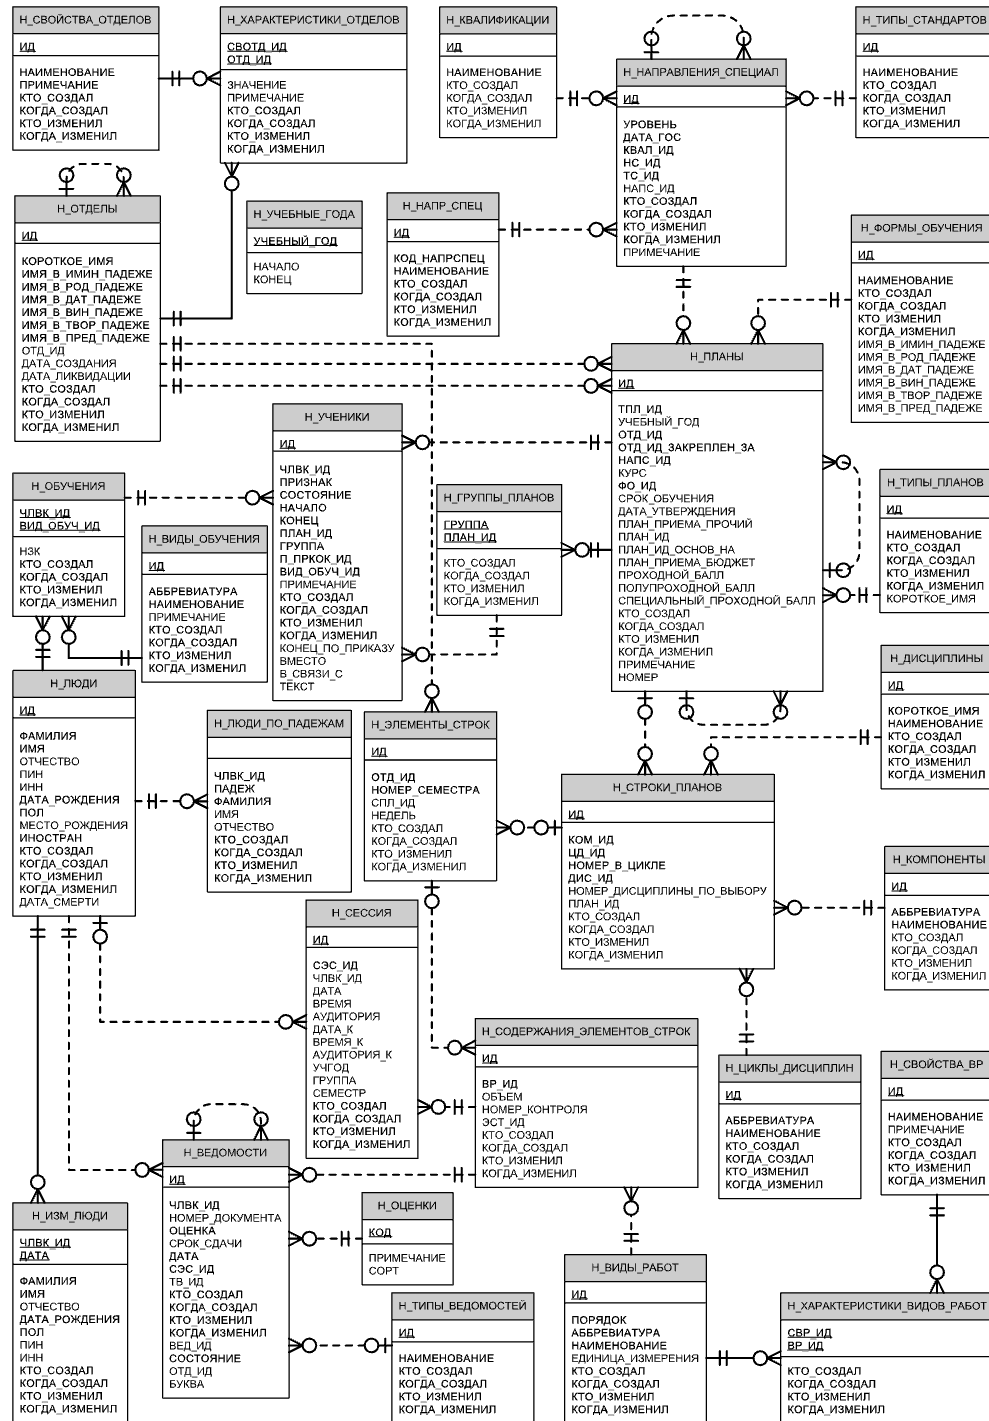 Н_СВОЙСТВА_ОТДЕЛОВ
ИД
НАИМЕНОВАНИЕ
ПРИМЕЧАНИЕ
КТО_СОЗДАЛ
КОГДА_СОЗДАЛ
КТО_ИЗМЕНИЛ
КОГДА_ИЗМЕНИЛ
Н_ХАРАКТЕРИСТИКИ_ОТДЕЛОВ
СВОТД_ИД
ОТД_ИД
ЗНАЧЕНИЕ
ПРИМЕЧАНИЕ
КТО_СОЗДАЛ
КОГДА_СОЗДАЛ
КТО_ИЗМЕНИЛ
КОГДА_ИЗМЕНИЛ
Н_КВАЛИФИКАЦИИ
ИД
НАИМЕНОВАНИЕ
КТО_СОЗДАЛ
КОГДА_СОЗДАЛ
КТО_ИЗМЕНИЛ
КОГДА_ИЗМЕНИЛ
Н_НАПРАВЛЕНИЯ_СПЕЦИАЛ
ИД
УРОВЕНЬ
ДАТА_ГОС
КВАЛ_ИД
НС_ИД
ТС_ИД
НАПС_ИД
КТО_СОЗДАЛ
КОГДА_СОЗДАЛ
КТО_ИЗМЕНИЛ
КОГДА_ИЗМЕНИЛ
ПРИМЕЧАНИЕ
Н_ТИПЫ_СТАНДАРТОВ
ИД
НАИМЕНОВАНИЕ
КТО_СОЗДАЛ
КОГДА_СОЗДАЛ
КТО_ИЗМЕНИЛ
КОГДА_ИЗМЕНИЛ
Н_ОТДЕЛЫ
ИД
КОРОТКОЕ_ИМЯ
ИМЯ_В_ИМИН_ПАДЕЖЕ
ИМЯ_В_РОД_ПАДЕЖЕ
ИМЯ_В_ДАТ_ПАДЕЖЕ
ИМЯ_В_ВИН_ПАДЕЖЕ
ИМЯ_В_ТВОР_ПАДЕЖЕ
ИМЯ_В_ПРЕД_ПАДЕЖЕ
ОТД_ИД
ДАТА_СОЗДАНИЯ
ДАТА_ЛИКВИДАЦИИ
КТО_СОЗДАЛ
КОГДА_СОЗДАЛ
КТО_ИЗМЕНИЛ
КОГДА_ИЗМЕНИЛ
Н_УЧЕБНЫЕ_ГОДА
УЧЕБНЫЙ_ГОД
НАЧАЛО
КОНЕЦ
Н_НАПР_СПЕЦ
ИД
КОД_НАПРСПЕЦ
НАИМЕНОВАНИЕ
КТО_СОЗДАЛ
КОГДА_СОЗДАЛ
КТО_ИЗМЕНИЛ
КОГДА_ИЗМЕНИЛ
Н_ФОРМЫ_ОБУЧЕНИЯ
ИД
НАИМЕНОВАНИЕ
КТО_СОЗДАЛ
КОГДА_СОЗДАЛ
КТО_ИЗМЕНИЛ
КОГДА_ИЗМЕНИЛ
ИМЯ_В_ИМИН_ПАДЕЖЕ
ИМЯ_В_РОД_ПАДЕЖЕ
ИМЯ_В_ДАТ_ПАДЕЖЕ
ИМЯ_В_ВИН_ПАДЕЖЕ
ИМЯ_В_ТВОР_ПАДЕЖЕ
ИМЯ_В_ПРЕД_ПАДЕЖЕ
Н_ПЛАНЫ
ИД
ТПЛ_ИД
УЧЕБНЫЙ_ГОД
ОТД_ИД
ОТД_ИД_ЗАКРЕПЛЕН_ЗА
НАПС_ИД
КУРС
ФО_ИД
СРОК_ОБУЧЕНИЯ
ДАТА_УТВЕРЖДЕНИЯ
ПЛАН_ПРИЕМА_ПРОЧИЙ
ПЛАН_ИД
ПЛАН_ИД_ОСНОВ_НА
ПЛАН_ПРИЕМА_БЮДЖЕТ
ПРОХОДНОЙ_БАЛЛ
ПОЛУПРОХОДНОЙ_БАЛЛ
СПЕЦИАЛЬНЫЙ_ПРОХОДНОЙ_БАЛЛ
КТО_СОЗДАЛ
КОГДА_СОЗДАЛ
КТО_ИЗМЕНИЛ
КОГДА_ИЗМЕНИЛ
ПРИМЕЧАНИЕ
НОМЕР
Н_УЧЕНИКИ
ИД
ЧЛВК_ИД
ПРИЗНАК
СОСТОЯНИЕ
НАЧАЛО
КОНЕЦ
ПЛАН_ИД
ГРУППА
П_ПРКОК_ИД
ВИД_ОБУЧ_ИД
ПРИМЕЧАНИЕ
КТО_СОЗДАЛ
КОГДА_СОЗДАЛ
КТО_ИЗМЕНИЛ
КОГДА_ИЗМЕНИЛ
КОНЕЦ_ПО_ПРИКАЗУ
ВМЕСТО
В_СВЯЗИ_С
ТЕКСТ
Н_ОБУЧЕНИЯ
ЧЛВК_ИД
ВИД_ОБУЧ_ИД
НЗК
КТО_СОЗДАЛ
КОГДА_СОЗДАЛ
КТО_ИЗМЕНИЛ
КОГДА_ИЗМЕНИЛ
Н_ВИДЫ_ОБУЧЕНИЯ
ИД
АББРЕВИАТУРА
НАИМЕНОВАНИЕ
ПРИМЕЧАНИЕ
КТО_СОЗДАЛ
КОГДА_СОЗДАЛ
КТО_ИЗМЕНИЛ
КОГДА_ИЗМЕНИЛ
Н_ГРУППЫ_ПЛАНОВ
ГРУППА
ПЛАН_ИД
КТО_СОЗДАЛ
КОГДА_СОЗДАЛ
КТО_ИЗМЕНИЛ
КОГДА_ИЗМЕНИЛ
Н_ТИПЫ_ПЛАНОВ
ИД
НАИМЕНОВАНИЕ
КТО_СОЗДАЛ
КОГДА_СОЗДАЛ
КТО_ИЗМЕНИЛ
КОГДА_ИЗМЕНИЛ
КОРОТКОЕ_ИМЯ
Н_ДИСЦИПЛИНЫ
ИД
КОРОТКОЕ_ИМЯ
НАИМЕНОВАНИЕ
КТО_СОЗДАЛ
КОГДА_СОЗДАЛ
КТО_ИЗМЕНИЛ
КОГДА_ИЗМЕНИЛ
Н_ЛЮДИ
ИД
ФАМИЛИЯ
ИМЯ
ОТЧЕСТВО
ПИН
ИНН
ДАТА_РОЖДЕНИЯ
ПОЛ
МЕСТО_РОЖДЕНИЯ
ИНОСТРАН
КТО_СОЗДАЛ
КОГДА_СОЗДАЛ
КТО_ИЗМЕНИЛ
КОГДА_ИЗМЕНИЛ
ДАТА_СМЕРТИ
Н_ЛЮДИ_ПО_ПАДЕЖАМ
ЧЛВК_ИД
ПАДЕЖ
ФАМИЛИЯ
ИМЯ
ОТЧЕСТВО
КТО_СОЗДАЛ
КОГДА_СОЗДАЛ
КТО_ИЗМЕНИЛ
КОГДА_ИЗМЕНИЛ
Н_ЭЛЕМЕНТЫ_СТРОК
ИД
ОТД_ИД
НОМЕР_СЕМЕСТРА
СПЛ_ИД
НЕДЕЛЬ
КТО_СОЗДАЛ
КОГДА_СОЗДАЛ
КТО_ИЗМЕНИЛ
КОГДА_ИЗМЕНИЛ
Н_СТРОКИ_ПЛАНОВ
ИД
КОМ_ИД
ЦД_ИД
НОМЕР_В_ЦИКЛЕ
ДИС_ИД
НОМЕР_ДИСЦИПЛИНЫ_ПО_ВЫБОРУ
ПЛАН_ИД
КТО_СОЗДАЛ
КОГДА_СОЗДАЛ
КТО_ИЗМЕНИЛ
КОГДА_ИЗМЕНИЛ
Н_КОМПОНЕНТЫ
ИД
АББРЕВИАТУРА
НАИМЕНОВАНИЕ
КТО_СОЗДАЛ
КОГДА_СОЗДАЛ
КТО_ИЗМЕНИЛ
КОГДА_ИЗМЕНИЛ
Н_СЕССИЯ
ИД
СЭС_ИД
ЧЛВК_ИД
ДАТА
ВРЕМЯ
АУДИТОРИЯ
ДАТА_К
ВРЕМЯ_К
АУДИТОРИЯ_К
УЧГОД
ГРУППА
СЕМЕСТР
КТО_СОЗДАЛ
КОГДА_СОЗДАЛ
КТО_ИЗМЕНИЛ
КОГДА_ИЗМЕНИЛ
Н_СОДЕРЖАНИЯ_ЭЛЕМЕНТОВ_СТРОК
ИД
ВР_ИД
ОБЪЕМ
НОМЕР_КОНТРОЛЯ
ЭСТ_ИД
КТО_СОЗДАЛ
КОГДА_СОЗДАЛ
КТО_ИЗМЕНИЛ
КОГДА_ИЗМЕНИЛ
Н_ЦИКЛЫ_ДИСЦИПЛИН
ИД
АББРЕВИАТУРА
НАИМЕНОВАНИЕ
КТО_СОЗДАЛ
КОГДА_СОЗДАЛ
КТО_ИЗМЕНИЛ
КОГДА_ИЗМЕНИЛ
Н_СВОЙСТВА_ВР
ИД
НАИМЕНОВАНИЕ
ПРИМЕЧАНИЕ
КТО_СОЗДАЛ
КОГДА_СОЗДАЛ
КТО_ИЗМЕНИЛ
КОГДА_ИЗМЕНИЛ
Н_ВЕДОМОСТИ
ИД
ЧЛВК_ИД
НОМЕР_ДОКУМЕНТА
ОЦЕНКА
СРОК_СДАЧИ
ДАТА
СЭС_ИД
ТВ_ИД
КТО_СОЗДАЛ
КОГДА_СОЗДАЛ
КТО_ИЗМЕНИЛ
КОГДА_ИЗМЕНИЛ
ВЕД_ИД
СОСТОЯНИЕ
ОТД_ИД
БУКВА
Н_ОЦЕНКИ
КОД
ПРИМЕЧАНИЕ
СОРТ
Н_ИЗМ_ЛЮДИ
ЧЛВК_ИД
ДАТА
ФАМИЛИЯ
ИМЯ
ОТЧЕСТВО
ДАТА_РОЖДЕНИЯ
ПОЛ
ПИН
ИНН
КТО_СОЗДАЛ
КОГДА_СОЗДАЛ
КТО_ИЗМЕНИЛ
КОГДА_ИЗМЕНИЛ
Н_ТИПЫ_ВЕДОМОСТЕЙ
ИД
НАИМЕНОВАНИЕ
КТО_СОЗДАЛ
КОГДА_СОЗДАЛ
КТО_ИЗМЕНИЛ
КОГДА_ИЗМЕНИЛ
Н_ВИДЫ_РАБОТ
ИД
ПОРЯДОК
АББРЕВИАТУРА
НАИМЕНОВАНИЕ
ЕДИНИЦА_ИЗМЕРЕНИЯ
КТО_СОЗДАЛ
КОГДА_СОЗДАЛ
КТО_ИЗМЕНИЛ
КОГДА_ИЗМЕНИЛ
Н_ХАРАКТЕРИСТИКИ_ВИДОВ_РАБОТ
СВР_ИД
ВР_ИД
КТО_СОЗДАЛ
КОГДА_СОЗДАЛ
КТО_ИЗМЕНИЛ
КОГДА_ИЗМЕНИЛ